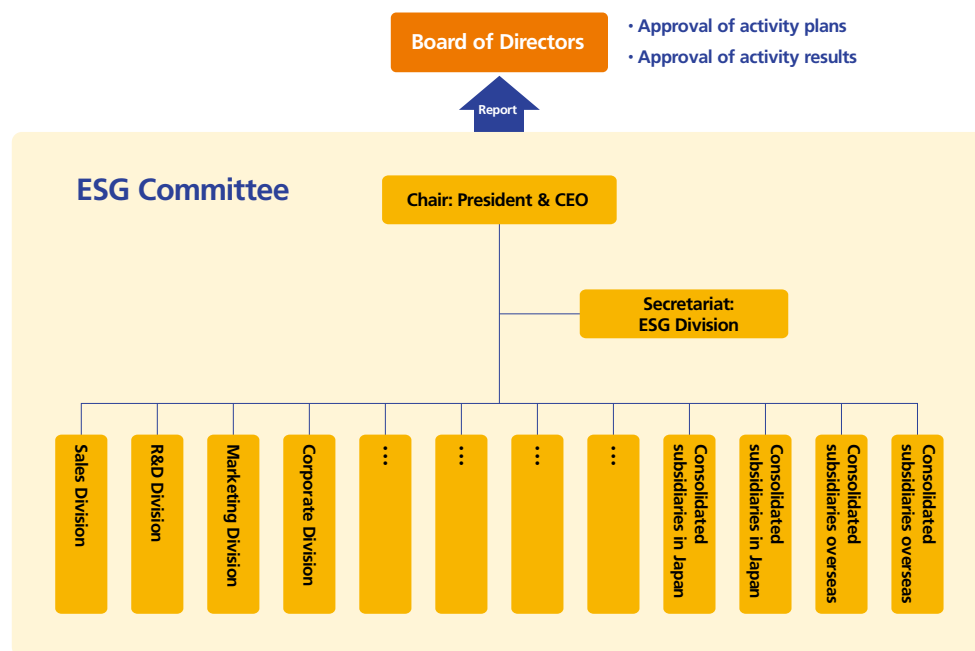 Board of Directors
・Approval of activity plans
・Approval of activity results
Report
ESG Committee
Chair: President & CEO
Secretariat:
ESG Division
Sales Division
R&D Division
Marketing Division
Corporate Division
…
…
…
…
Consolidated
subsidiaries in Japan
Consolidated
subsidiaries in Japan
Consolidated
subsidiaries overseas
Consolidated
subsidiaries overseas